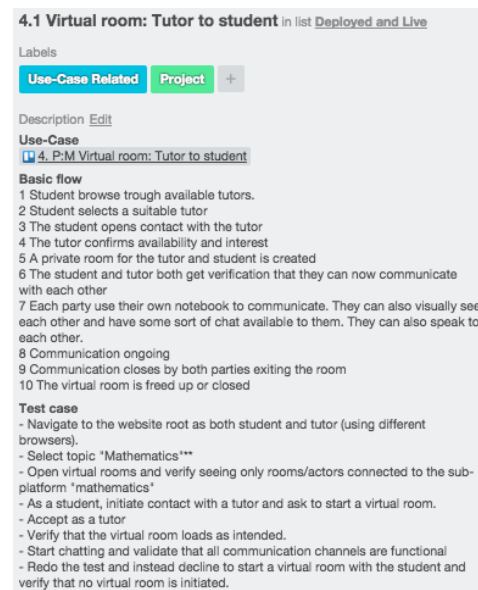 4.1 Virtual room: Tutor to student in list Deployed and Live
Labels
Use-Case Related Project +
Description Edit
Use-Case
4. P:M Virtual room: Tutor to student
Basic flow
1 Student browse trough available tutors.
2 Student selects a suitable tutor
3 The student opens contact with the tutor
4 The tutor confirms availability and interest
5 A private room for the tutor and student is created
6 The student and tutor both get verification that they can now communicate
with each other
7 Each party use their own notebook to communicate. They can also visually see
each other and have some sort of chat available to them. They can also speak to
each other.
8 Communication ongoing
9 Communication closes by both parties exiting the room
10 The virtual room is freed up or closed
Test case
- Navigate to the website root as both student and tutor (using different
browsers).
- Select topic "Mathematics"**
- Open virtual rooms and verify seeing only rooms/actors connected to the sub-
platform "mathematics"
- As a student, initiate contact with a tutor and ask to start a virtual room.
- Accept as a tutor
- Verify that the virtual room loads as intended.
- Start chatting and validate that all communication channels are functional
- Redo the test and instead decline to start a virtual room with the student and
verify that no virtual room is initiated.